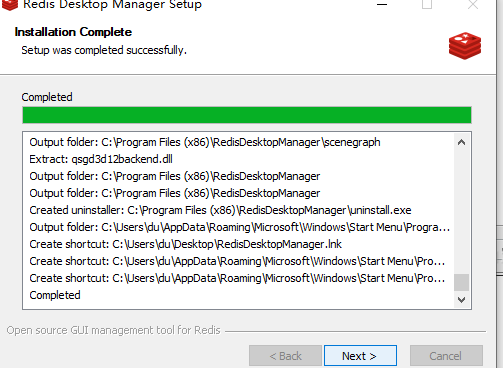 Redis Desktop Manager Setup
Installation Complete
Setup was completed successfully.
Completed
Output folder: C:\Program Files (x86)\RedisDesktopManager\scenegraph
Extract: qsgd3d12backend.dll
Output folder: C:\Program Files (x86)\RedisDesktopManager
Output folder: C:\Program Files (x86)\RedisDesktopManager
Created uninstaller: C:\Program Files (x86)\RedisDesktopManager\uninstall.exe
Output folder: C:\Users\du\AppData\Roaming\Microsoft\Windows\Start Menu\Progra...
Create shortcut: C:\Users\du\Desktop\RedisDesktopManager.lnk
Create shortcut: C:\Users\du\AppData\Roaming\Microsoft\Windows\Start Menu\Pro...
Create shortcut: C:\Users\du\AppData\Roaming\Microsoft\Windows\Start Menu\Pro...
Completed
Open source GUI management tool for Redis
< Back
Next >
Cancel